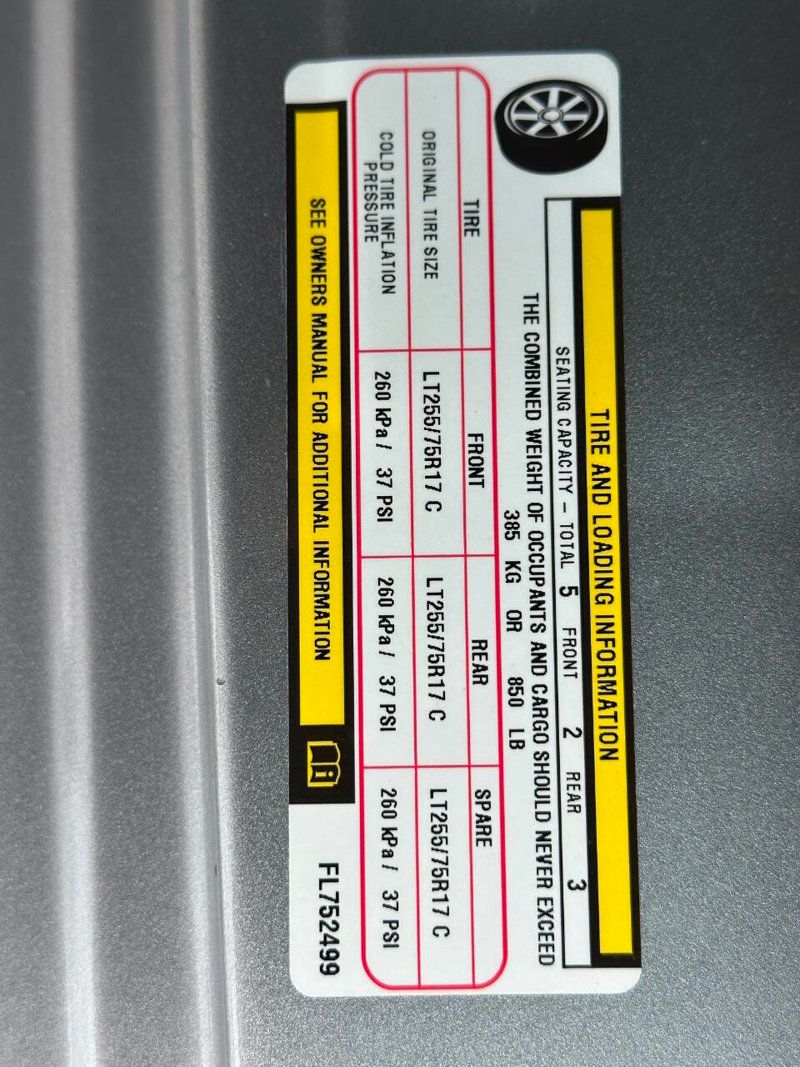 TIRE AND LOADING INFORMATION
SEATING CAPACITY – TOTAL 5 FRONT 2 REAR 3
THE COMBINED WEIGHT OF OCCUPANTS AND CARGO SHOULD NEVER EXCEED
385 KG OR 850 LB
TIRE FRONT REAR SPARE
ORIGINAL TIRE SIZE LT255/75R17 C LT255/75R17 C LT255/75R17 C
COLD TIRE INFLATION
PRESSURE 260 kPa / 37 PSI 260 kPa / 37 PSI 260 kPa / 37 PSI
SEE OWNERS MANUAL FOR ADDITIONAL INFORMATION
FL752499